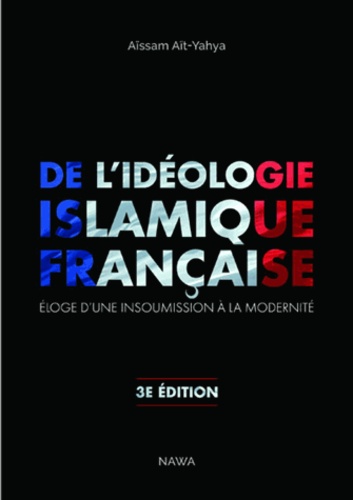 Aïssam Aït-Yahya
DE L'IDÉOLOGIE
ISLAMIQUE
FRANÇAISE
ÉLOGE D'UNE INSOUMISSION À LA MODERNITÉ
3E ÉDITION
NAWA